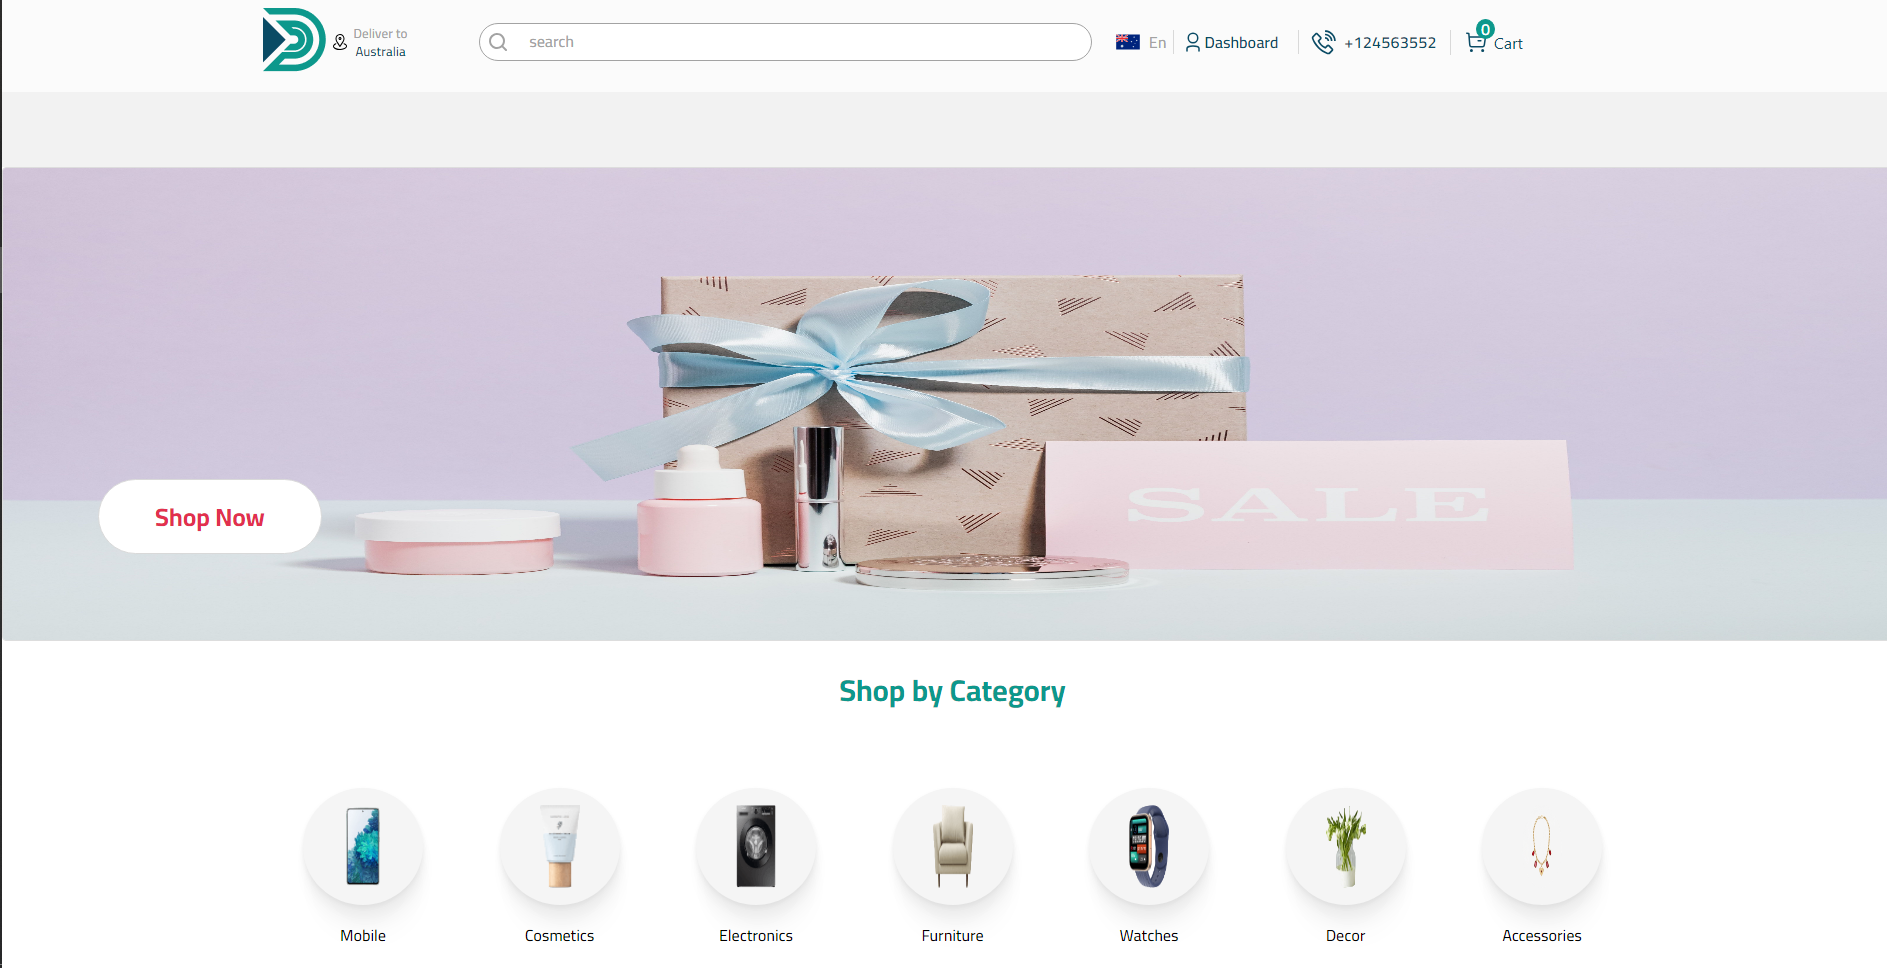 Deliver to
Australia
search
En
Dashboard
+124563552
0
Cart
SALE
Shop Now
Shop by Category
Mobile
Cosmetics
Electronics
Furniture
Watches
Decor
Accessories